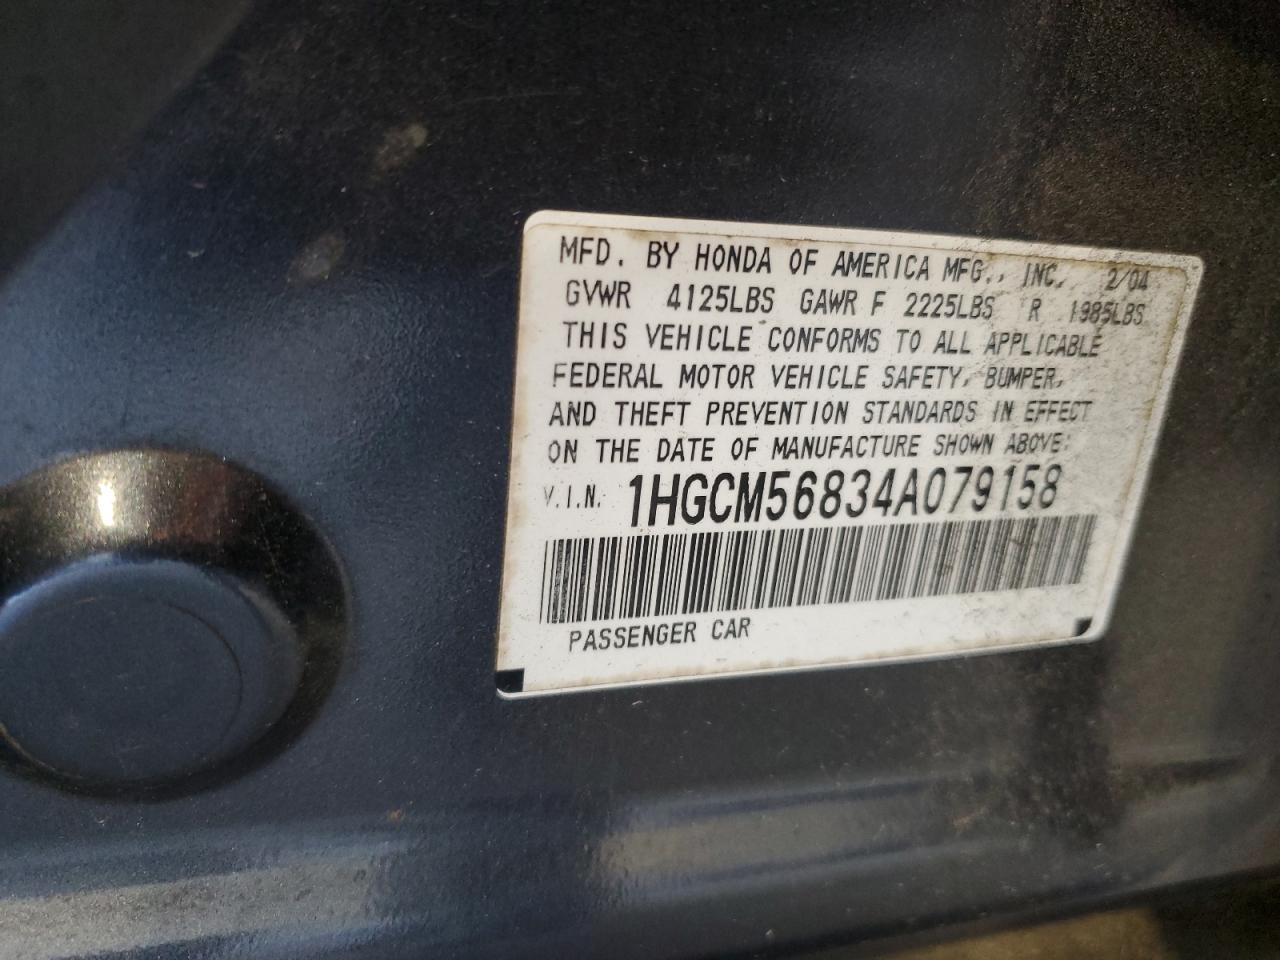 MFD. BY HONDA OF AMERICA MFG., INC. 2/04
GVWR 4125LBS GAWR F 2225LBS R 1985LBS
THIS VEHICLE CONFORMS TO ALL APPLICABLE
FEDERAL MOTOR VEHICLE SAFETY, BUMPER,
AND THEFT PREVENTION STANDARDS IN EFFECT
ON THE DATE OF MANUFACTURE SHOWN ABOVE:
V.I.N. 1HGCM56834A079158
PASSENGER CAR